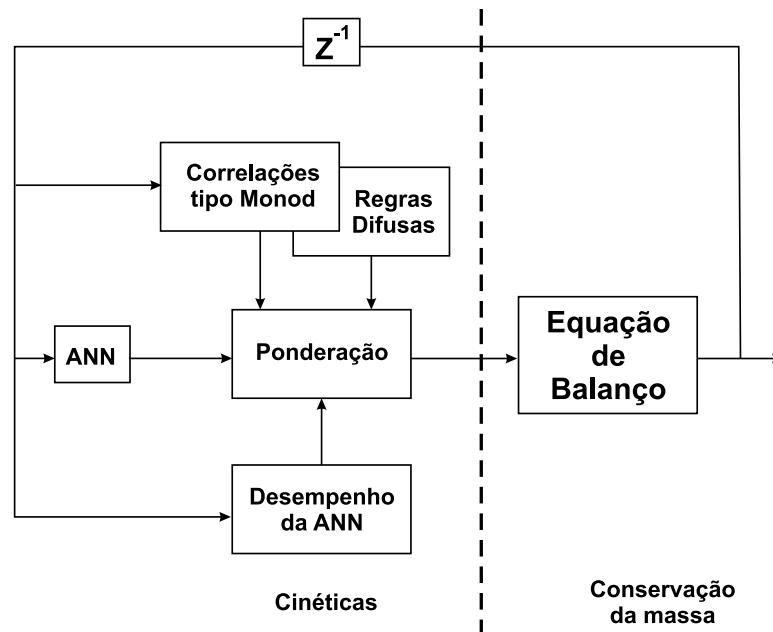 Z⁻¹
Correlações
tipo Monod
Regras
Difusas
ANN
Ponderação
Equação
de
Balanço
Desempenho
da ANN
Cinéticas
Conservação
da massa